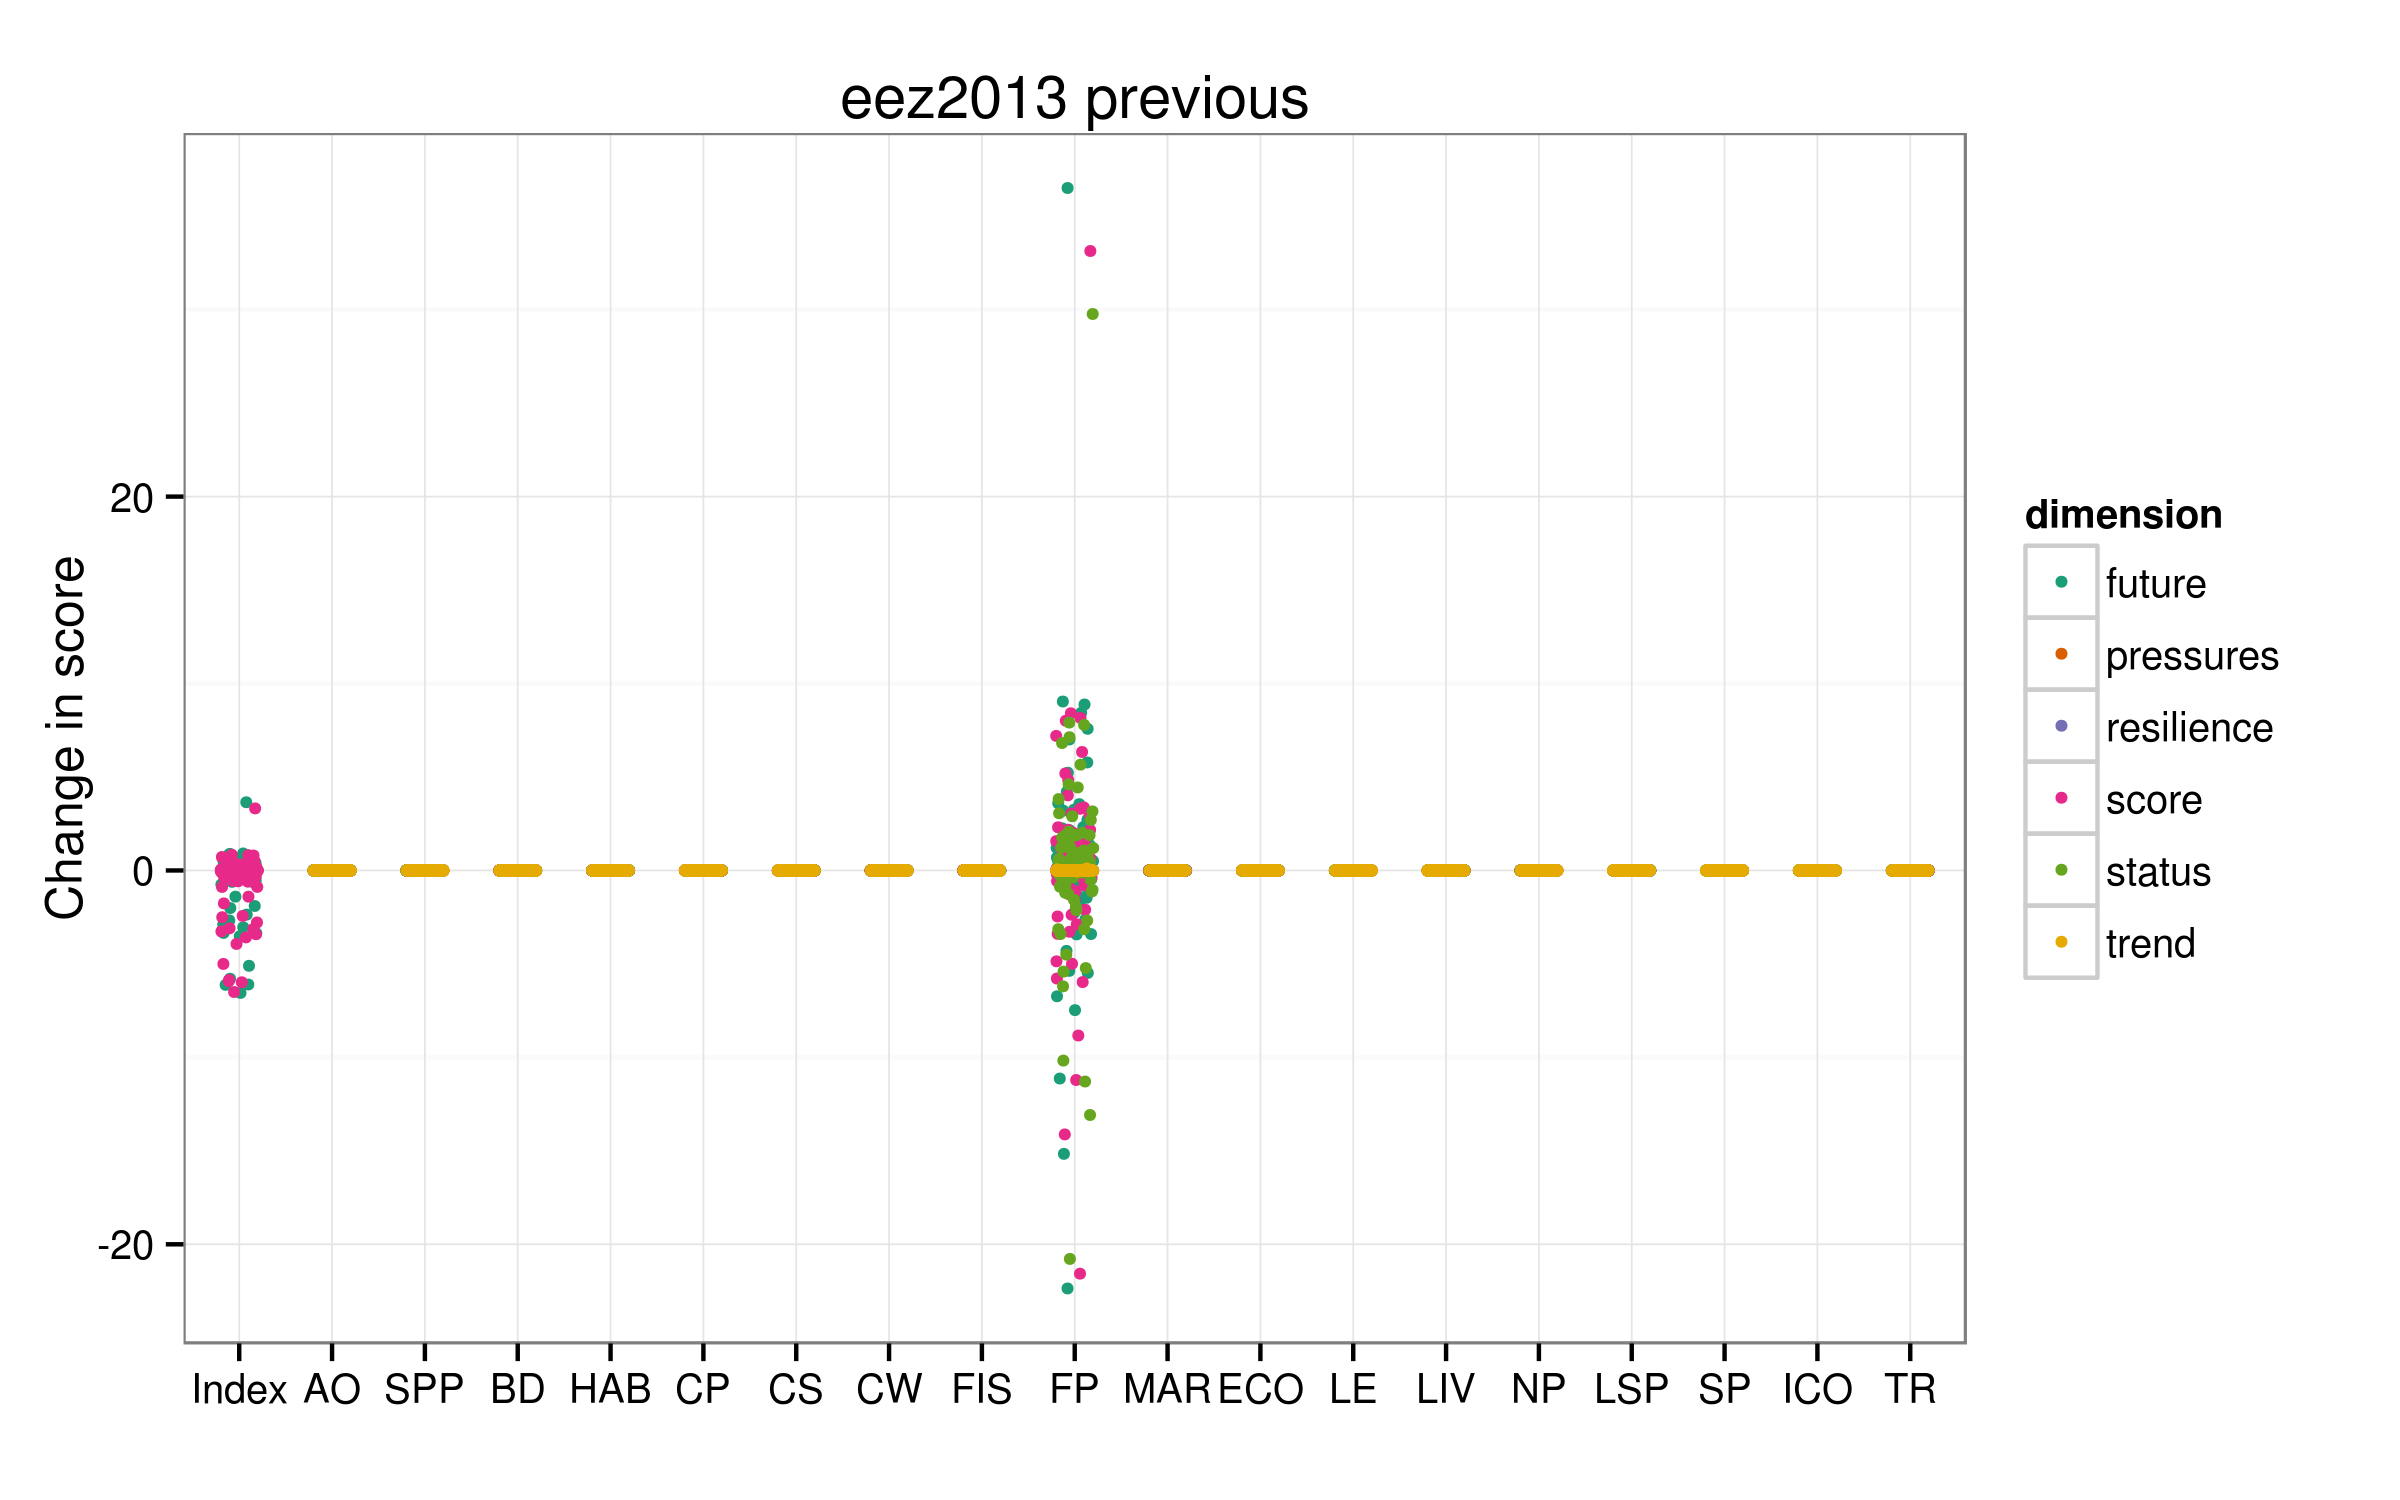 eez2013 previous
Change in score
20
0
-20
Index AO SPP BD HAB CP CS CW FIS FP MAR ECO LE LIV NP LSP SP ICO TR
dimension
future
pressures
resilience
score
status
trend